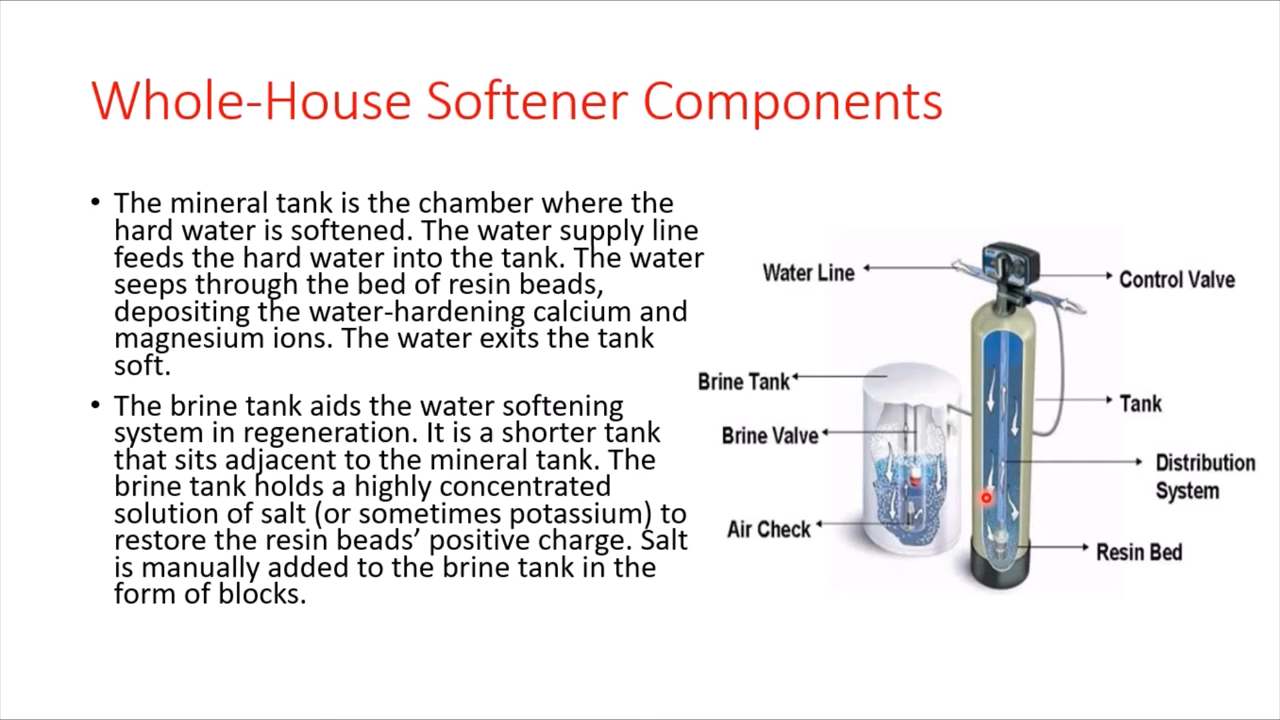 Whole-House Softener Components
• The mineral tank is the chamber where the
hard water is softened. The water supply line
feeds the hard water into the tank. The water
seeps through the bed of resin beads,
depositing the water-hardening calcium and
magnesium ions. The water exits the tank
soft.
• The brine tank aids the water softening
system in regeneration. It is a shorter tank
that sits adjacent to the mineral tank. The
brine tank holds a highly concentrated
solution of salt (or sometimes potassium) to
restore the resin beads’ positive charge. Salt
is manually added to the brine tank in the
form of blocks.
Water Line
Control Valve
Brine Tank
Tank
Brine Valve
Distribution
System
Air Check
Resin Bed